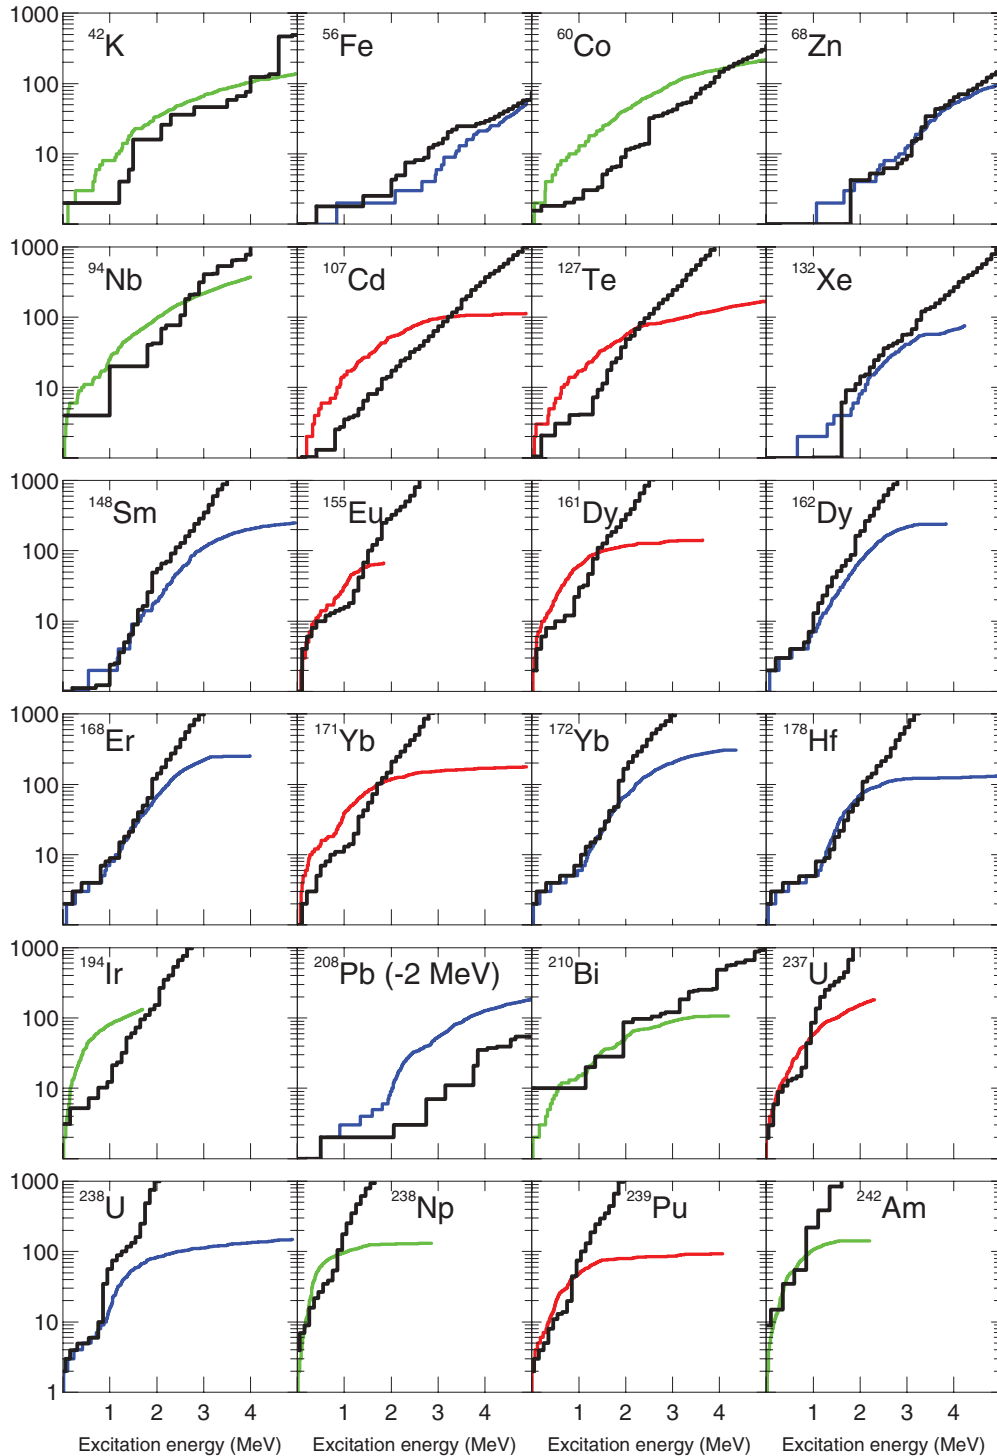 1000 ⁴²K ⁵⁶Fe ⁶⁰Co ⁶⁸Zn
100
10
1000 ⁹⁴Nb ¹⁰⁷Cd ¹²⁷Te ¹³²Xe
100
10
1000 ¹⁴⁸Sm ¹⁵⁵Eu ¹⁶¹Dy ¹⁶²Dy
100
10
1000 ¹⁶⁸Er ¹⁷¹Yb ¹⁷²Yb ¹⁷⁸Hf
100
10
1000 ¹⁹⁴Ir ²⁰⁸Pb (-2 MeV) ²¹⁰Bi ²³⁷U
100
10
1000 ²³⁸U ²³⁸Np ²³⁹Pu ²⁴²Am
100
10
1
1 2 3 4 1 2 3 4 1 2 3 4 1 2 3 4
Excitation energy (MeV) Excitation energy (MeV) Excitation energy (MeV) Excitation energy (MeV)